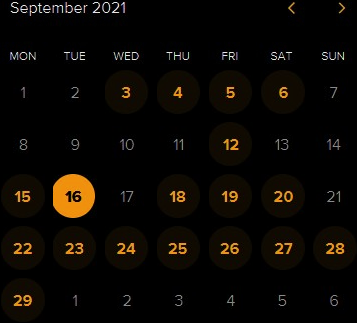 September 2021
MON TUE WED THU FRI SAT SUN
1 2 3 4 5 6 7
8 9 10 11 12 13 14
15 16 17 18 19 20 21
22 23 24 25 26 27 28
29 1 2 3 4 5 6